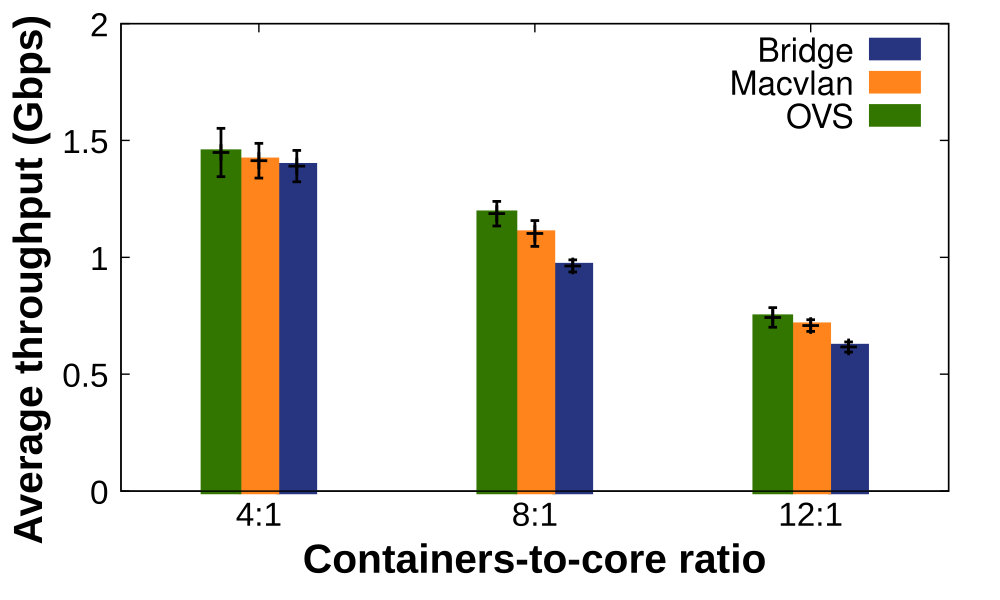 Average throughput (Gbps)
2
1.5
1
0.5
0
Bridge
Macvlan
OVS
4:1 8:1 12:1
Containers-to-core ratio